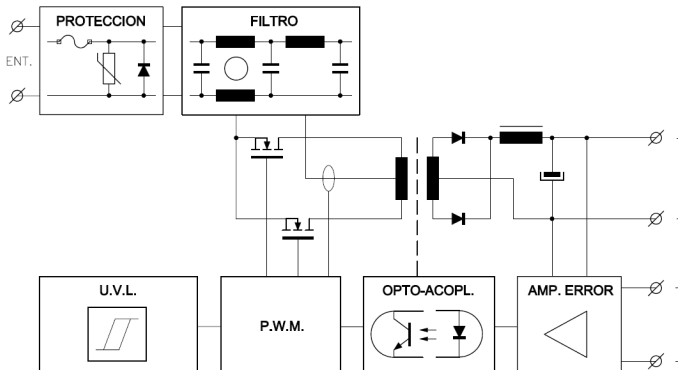 PROTECCION
FILTRO
ENT.
U.V.L.
P.W.M.
OPTO-ACOPL.
AMP. ERROR